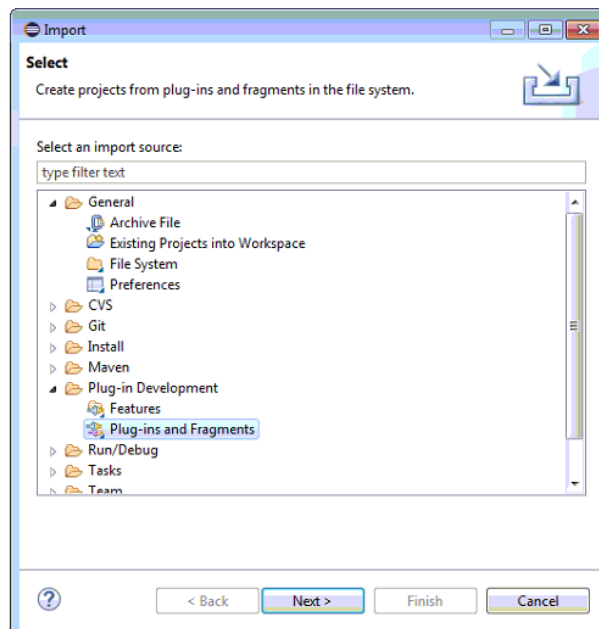 Import
Select
Create projects from plug-ins and fragments in the file system.
Select an import source:
type filter text
General
Archive File
Existing Projects into Workspace
File System
Preferences
CVS
Git
Install
Maven
Plug-in Development
Features
Plug-ins and Fragments
Run/Debug
Tasks
Team
< Back Next > Finish Cancel